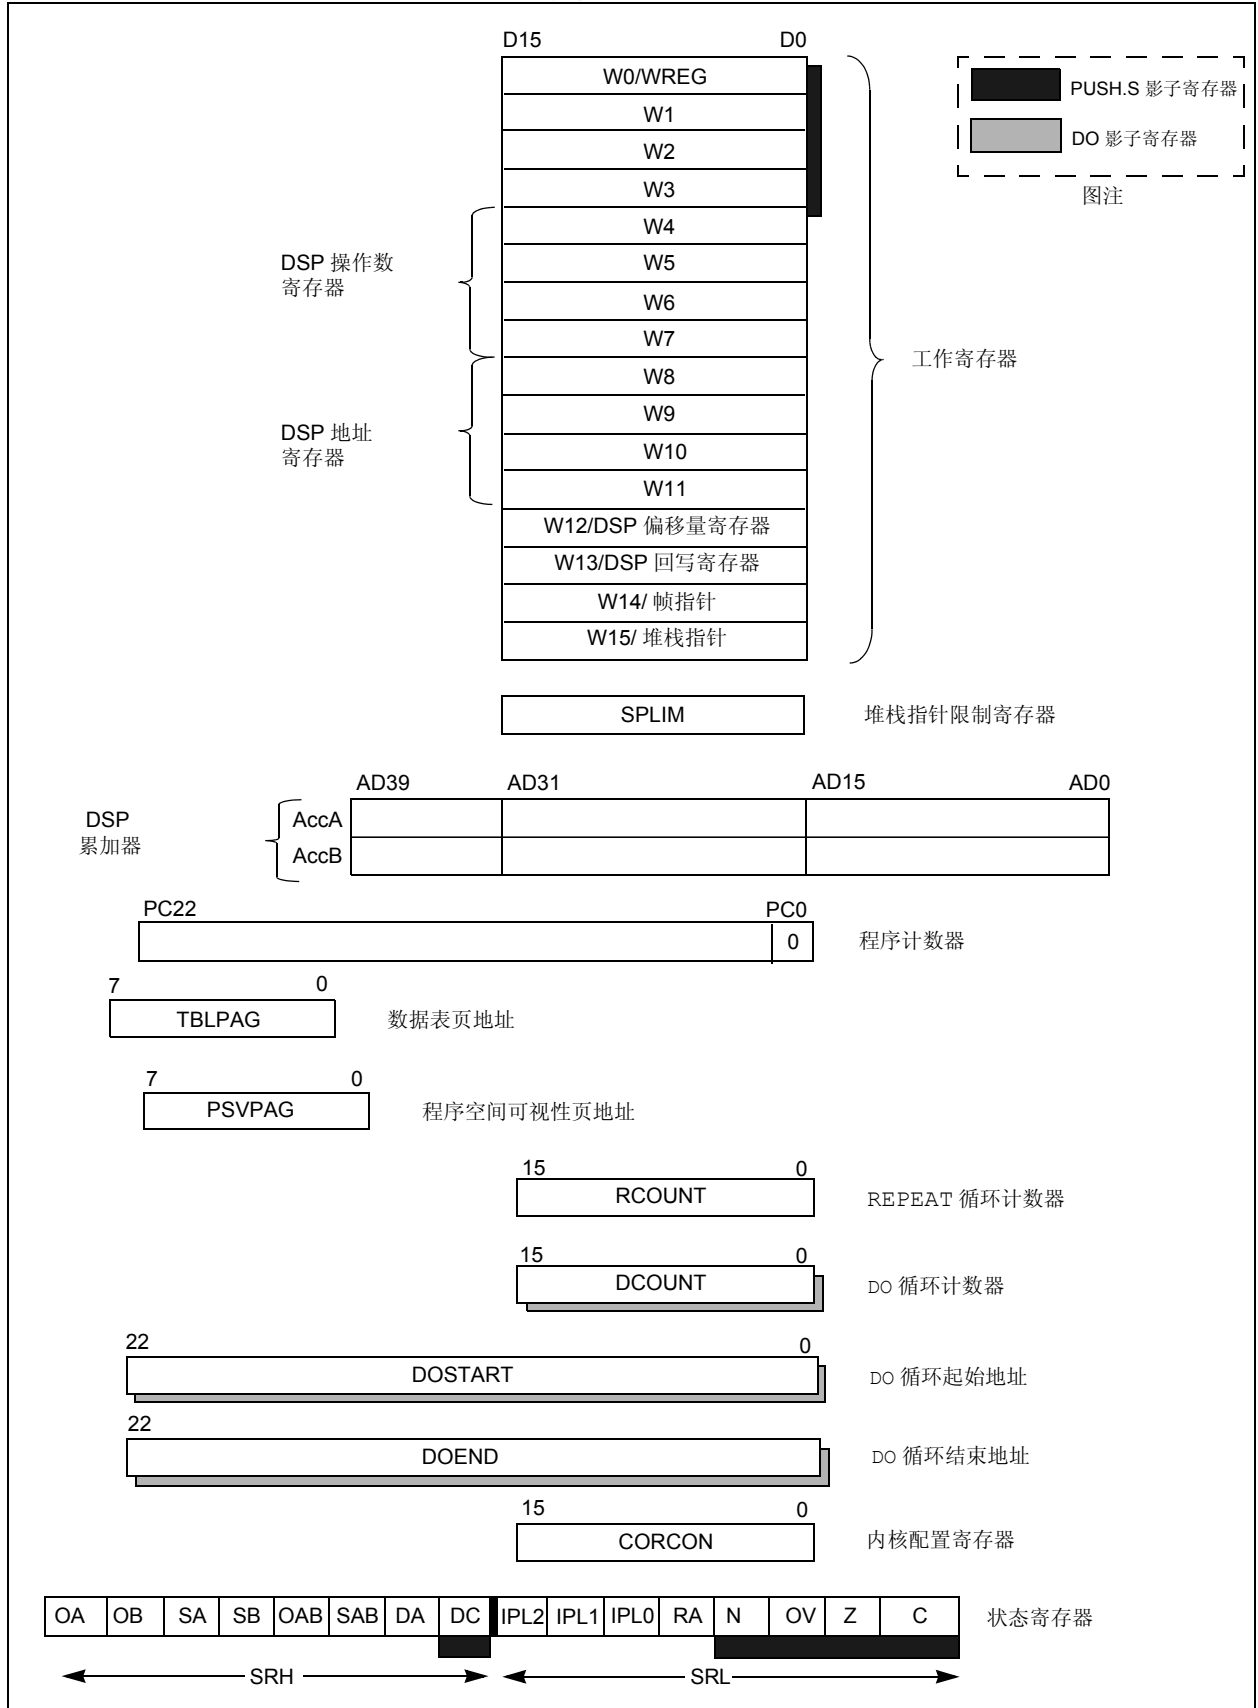 D15 D0
W0/WREG
W1
W2
W3
W4
W5
W6
W7
W8
W9
W10
W11
W12/DSP 偏移量寄存器
W13/DSP 回写寄存器
W14/ 帧指针
W15/ 堆栈指针
PUSH.S 影子寄存器
DO 影子寄存器
图注
DSP 操作数
寄存器
DSP 地址
寄存器
工作寄存器
SPLIM 堆栈指针限制寄存器
AD39 AD31 AD15 AD0
DSP
累加器
AccA
AccB
PC22 PC0
0 程序计数器
7 0
TBLPAG 数据表页地址
7 0
PSVPAG 程序空间可视性页地址
15 0
RCOUNT REPEAT 循环计数器
15 0
DCOUNT DO 循环计数器
22 0
DOSTART DO 循环起始地址
22
DOEND DO 循环结束地址
15 0
CORCON 内核配置寄存器
OA OB SA SB OAB SAB DA DC IPL2 IPL1 IPL0 RA N OV Z C 状态寄存器
SRH SRL